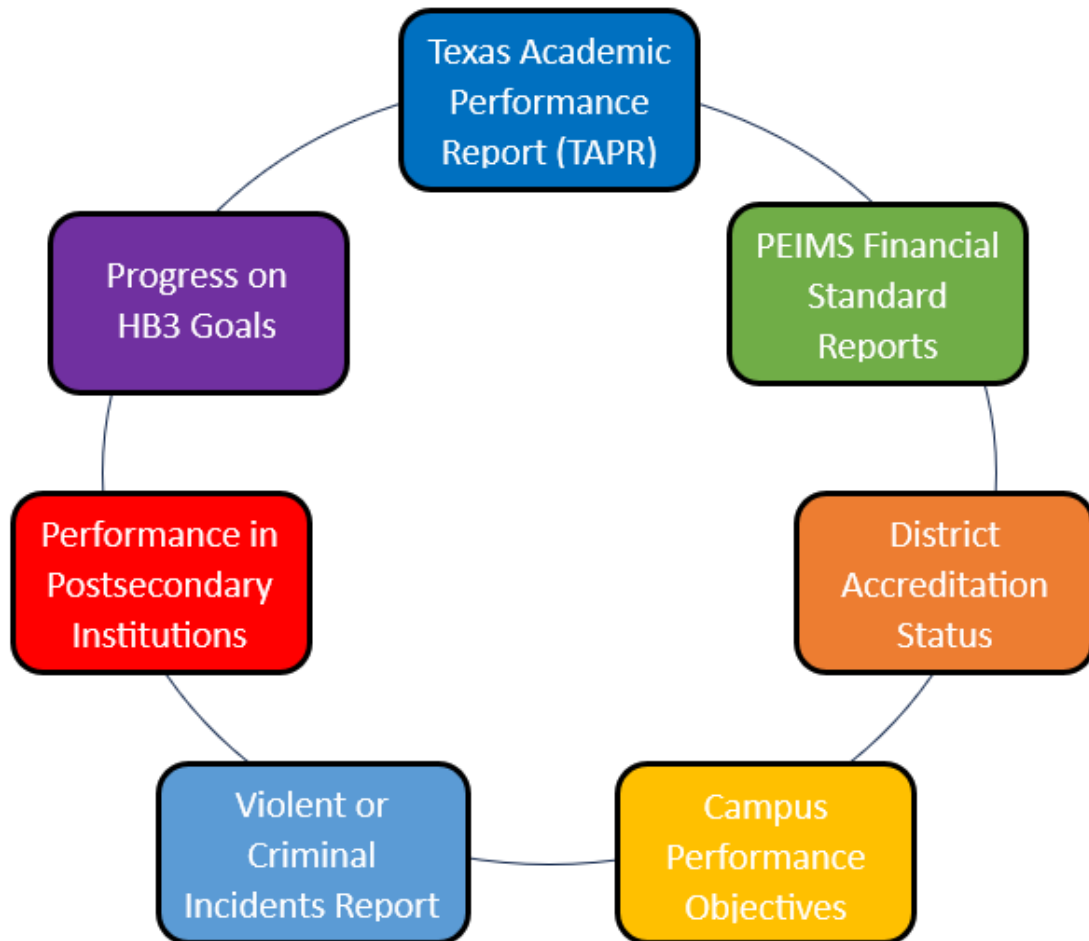 Texas Academic
Performance
Report (TAPR)
PEIMS Financial
Standard
Reports
District
Accreditation
Status
Campus
Performance
Objectives
Violent or
Criminal
Incidents Report
Performance in
Postsecondary
Institutions
Progress on
HB3 Goals